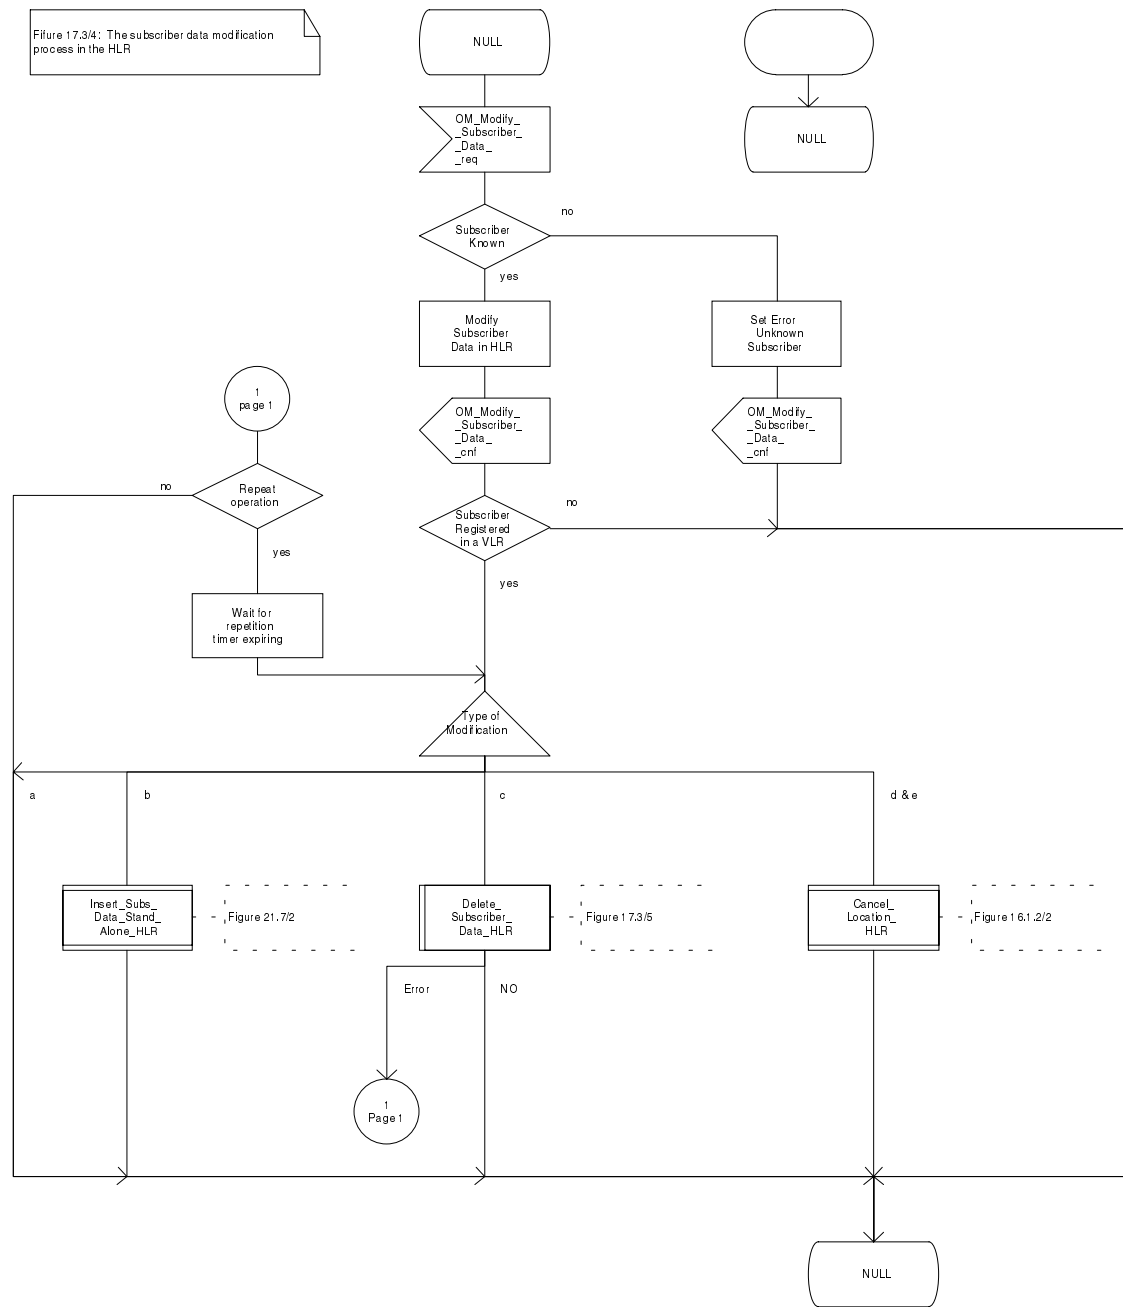 Fifure 17.3/4: The subscriber data modification
process in the HLR
NULL
OM_Modify_
_Subscriber_
_Data_
_req
NULL
Subscriber
Known
no
yes
Modify
Subscriber
Data in HLR
Set Error
Unknown
Subscriber
1
page 1
OM_Modify_
_Subscriber_
_Data_
_cnf
OM_Modify_
_Subscriber_
_Data_
_cnf
no
Repeat
operation
yes
Subscriber
Registered
in a VLR
no
yes
Wait for
repetition
timer expiring
Type of
Modification
a
b
c
d & e
Insert_Subs_
Data_Stand_
Alone_HLR
Figure 21.7/2
Delete_
Subscriber_
Data_HLR
Figure 17.3/5
Cancel_
Location_
HLR
Figure 16.1.2/2
Error
NO
1
Page 1
NULL